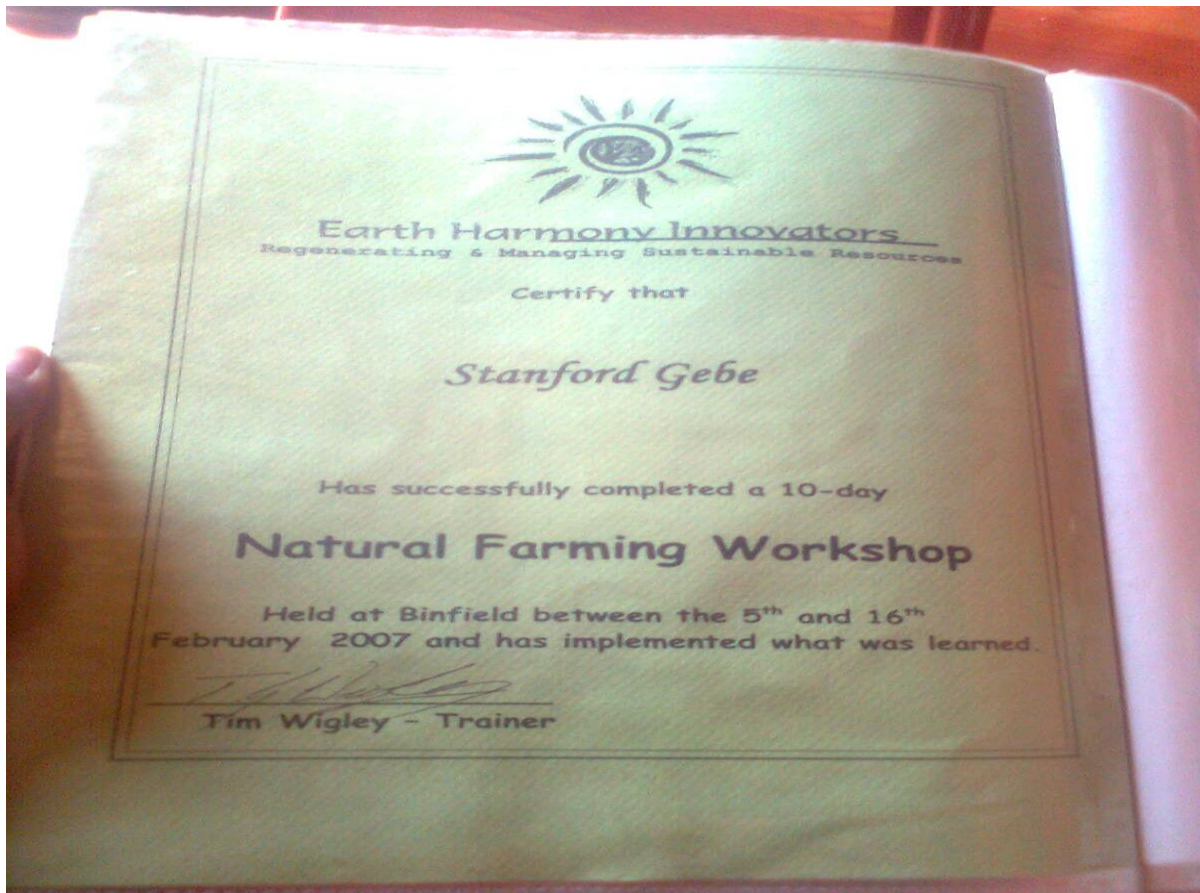 Earth Harmony Innovators
Regenerating & Managing Sustainable Resources
Certify that
Stanford Gebe
Has successfully completed a 10-day
Natural Farming Workshop
Held at Binfield between the 5th and 16th
February 2007 and has implemented what was learned.
Tim Wigley - Trainer